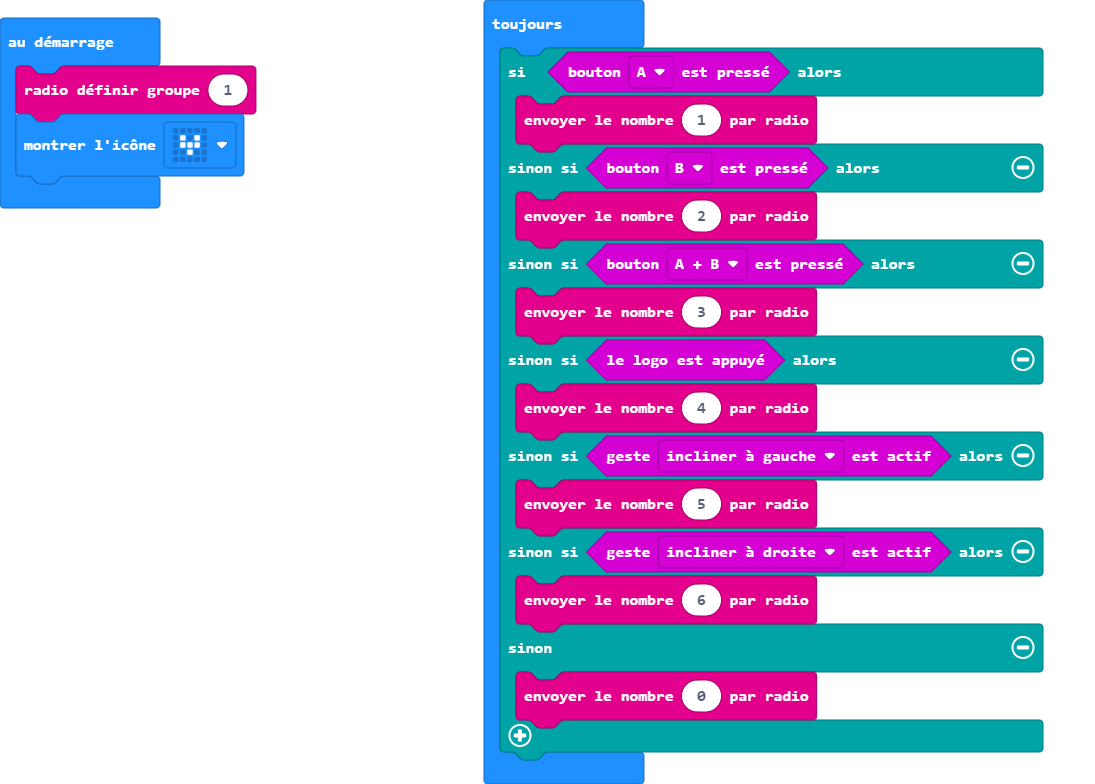 au démarrage
radio définir groupe 1
montrer l'icône
toujours
si bouton A est pressé alors
envoyer le nombre 1 par radio
sinon si bouton B est pressé alors
envoyer le nombre 2 par radio
sinon si bouton A + B est pressé alors
envoyer le nombre 3 par radio
sinon si le logo est appuyé alors
envoyer le nombre 4 par radio
sinon si geste incliner à gauche est actif alors
envoyer le nombre 5 par radio
sinon si geste incliner à droite est actif alors
envoyer le nombre 6 par radio
sinon
envoyer le nombre 0 par radio